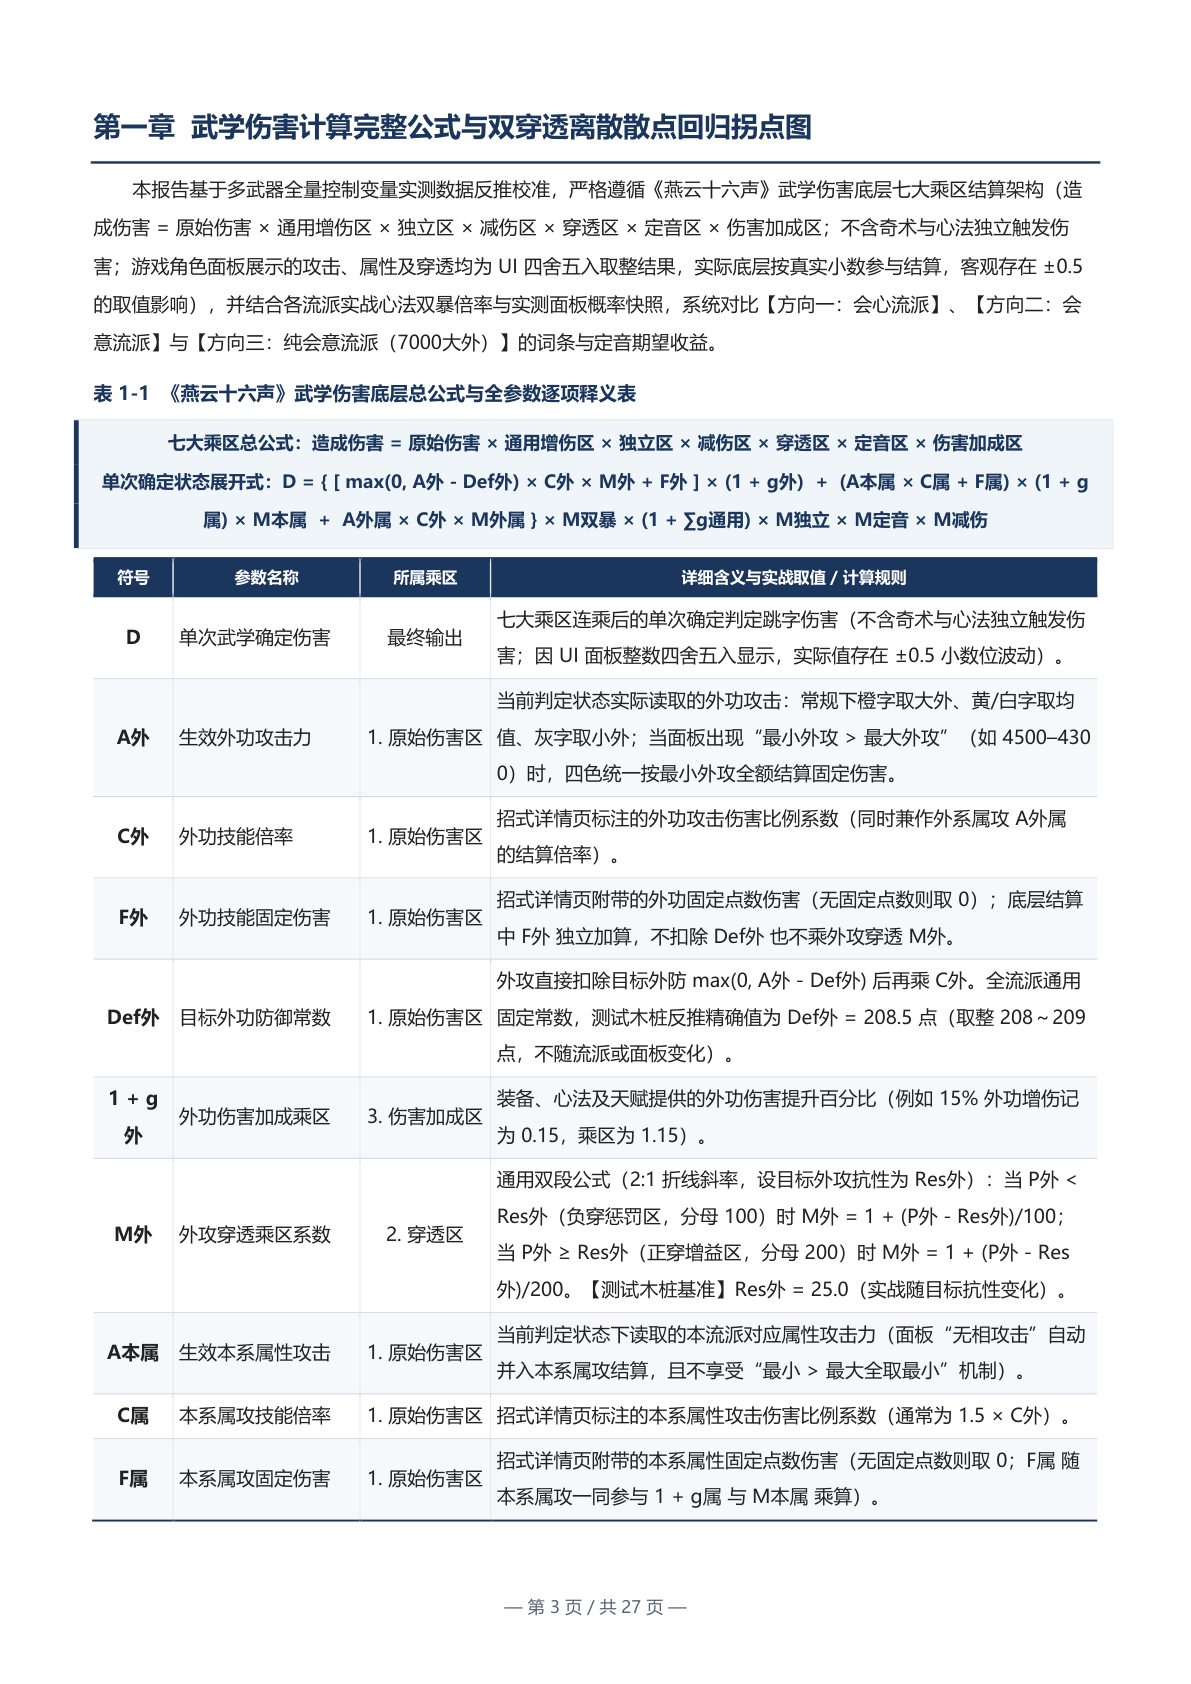 第一章 武学伤害计算完整公式与双穿透离散散点回归拐点图
本报告基于多武器全量控制变量实测数据反推校准，严格遵循《燕云十六声》武学伤害底层七大乘区结算架构（造
成伤害 = 原始伤害 × 通用增伤区 × 独立区 × 减伤区 × 穿透区 × 定音区 × 伤害加成区；不含奇术与心法独立触发伤
害；游戏角色面板展示的攻击、属性及穿透均为 UI 四舍五入取整结果，实际底层按真实小数参与结算，客观存在 ±0.5
的取值影响），并结合各流派实战心法双暴倍率与实测面板概率快照，系统对比【方向一：会心流派】、【方向二：会
意流派】与【方向三：纯会意流派（7000大外）】的词条与定音期望收益。
表 1-1 《燕云十六声》武学伤害底层总公式与全参数逐项释义表
七大乘区总公式：造成伤害 = 原始伤害 × 通用增伤区 × 独立区 × 减伤区 × 穿透区 × 定音区 × 伤害加成区
单次确定状态展开式：D = { [ max(0, A外 - Def外) × C外 × M外 + F外 ] × (1 + g外) + (A本属 × C属 + F属) × (1 + g
属) × M本属 + A外属 × C外 × M外属 } × M双暴 × (1 + ∑g通用) × M独立 × M定音 × M减伤
符号 参数名称 所属乘区 详细含义与实战取值 / 计算规则
D 单次武学确定伤害 最终输出 七大乘区连乘后的单次确定判定跳字伤害（不含奇术与心法独立触发伤
害；因 UI 面板整数四舍五入显示，实际值存在 ±0.5 小数位波动）。
A外 生效外功攻击力 1. 原始伤害区 当前判定状态实际读取的外功攻击：常规下橙字取大外、黄/白字取均
值、灰字取小外；当面板出现“最小外攻 > 最大外攻”（如 4500–430
0）时，四色统一按最小外攻全额结算固定伤害。
C外 外功技能倍率 1. 原始伤害区 招式详情页标注的外功攻击伤害比例系数（同时兼作外系属攻 A外属
的结算倍率）。
F外 外功技能固定伤害 1. 原始伤害区 招式详情页附带的外功固定点数伤害（无固定点数则取 0）；底层结算
中 F外 独立加算，不扣除 Def外 也不乘外攻穿透 M外。
Def外 目标外功防御常数 1. 原始伤害区 外攻直接扣除目标外防 max(0, A外 - Def外) 后再乘 C外。全流派通用
固定常数，测试木桩反推精确值为 Def外 = 208.5 点（取整 208～209
点，不随流派或面板变化）。
1 + g
外 外功伤害加成乘区 3. 伤害加成区 装备、心法及天赋提供的外功伤害提升百分比（例如 15% 外功增伤记
为 0.15，乘区为 1.15）。
M外 外攻穿透乘区系数 2. 穿透区 通用双段公式（2:1 折线斜率，设目标外攻抗性为 Res外）：当 P外 <
Res外（负穿惩罚区，分母 100）时 M外 = 1 + (P外 - Res外)/100；
当 P外 ≥ Res外（正穿增益区，分母 200）时 M外 = 1 + (P外 - Res
外)/200。【测试木桩基准】Res外 = 25.0（实战随目标抗性变化）。
A本属 生效本系属性攻击 1. 原始伤害区 当前判定状态下读取的本流派对应属性攻击力（面板“无相攻击”自动
并入本系属攻结算，且不享受“最小 > 最大全取最小”机制）。
C属 本系属攻技能倍率 1. 原始伤害区 招式详情页标注的本系属性攻击伤害比例系数（通常为 1.5 × C外）。
F属 本系属攻固定伤害 1. 原始伤害区 招式详情页附带的本系属性固定点数伤害（无固定点数则取 0；F属 随
本系属攻一同参与 1 + g属 与 M本属 乘算）。
— 第 3 页 / 共 27 页 —